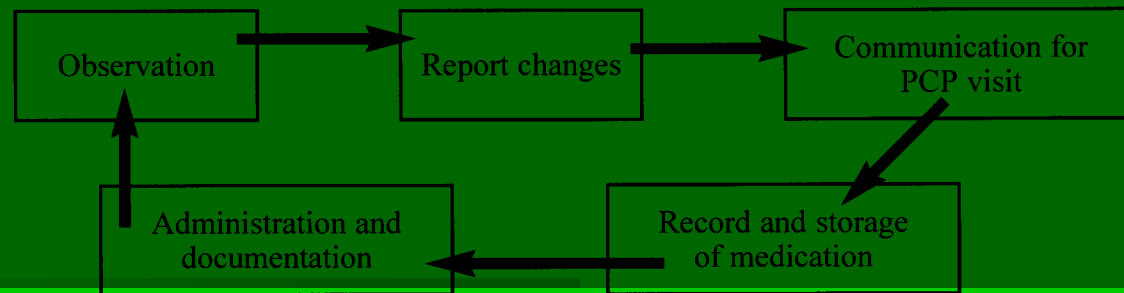 Observation
Report changes
Communication for
PCP visit
Record and storage
of medication
Administration and
documentation